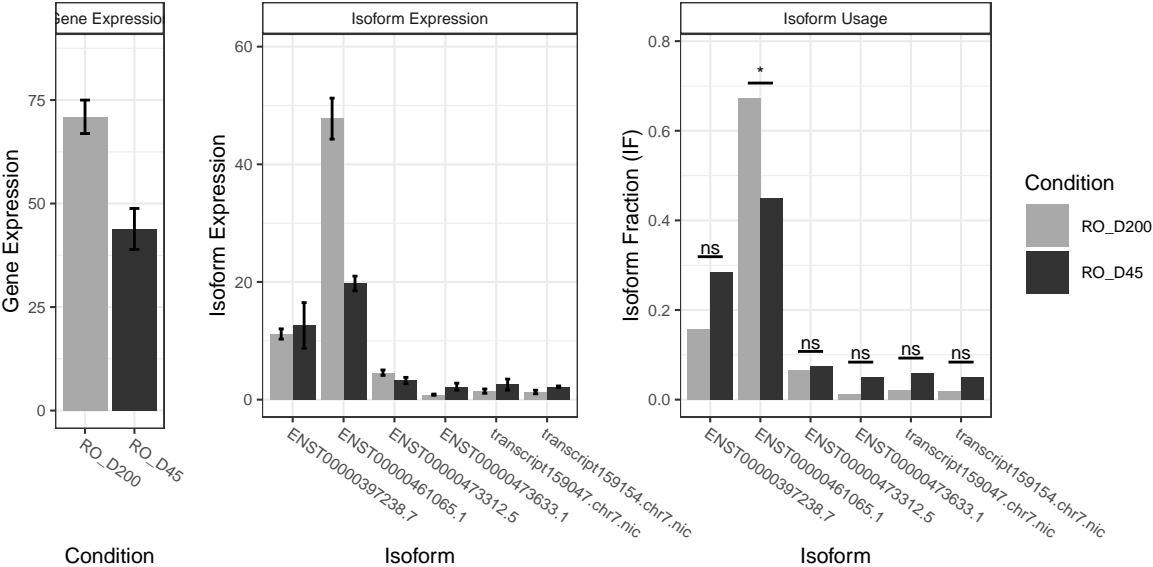 Gene Expression
Gene Expression
75
50
25
0
RO_D200
RO_D45
Condition
Isoform Expression
Isoform Expression
60
40
20
0
ENST00000397238.7
ENST00000461065.1
ENST00000473312.5
ENST00000473633.1
transcript159047.chr7.nic
transcript159154.chr7.nic
Isoform
Isoform Usage
Isoform Fraction (IF)
0.8
0.6
0.4
0.2
0.0
ns
*
ns
ns
ns
ns
ENST00000397238.7
ENST00000461065.1
ENST00000473312.5
ENST00000473633.1
transcript159047.chr7.nic
transcript159154.chr7.nic
Isoform
Condition
RO_D200
RO_D45